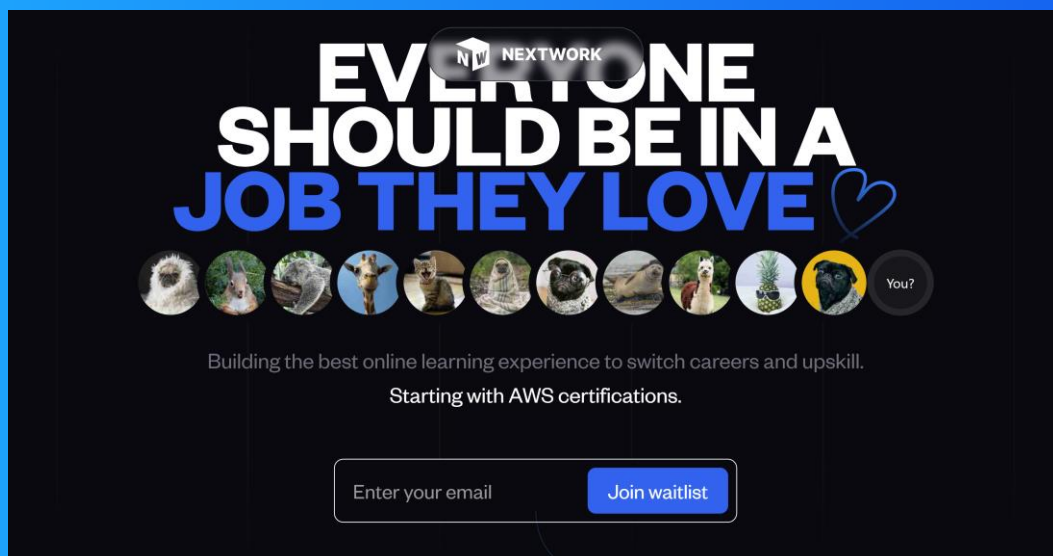 NW NEXTWORK
EVERYONE
SHOULD BE IN A
JOB THEY LOVE
You?
Building the best online learning experience to switch careers and upskill.
Starting with AWS certifications.
Enter your email
Join waitlist